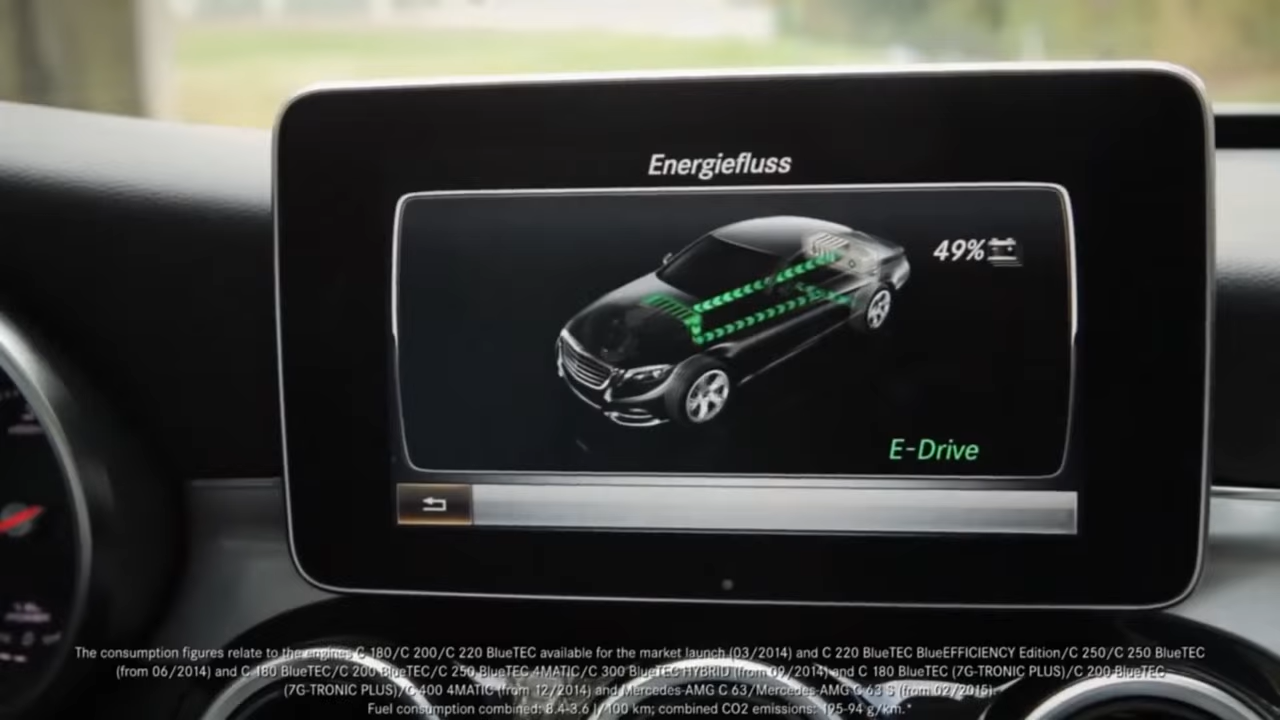 Energiefluss
49%
E-Drive
The consumption figures relate to the engines C 180/C 200/C 220 BlueTEC available for the market launch (03/2014) and C 220 BlueTEC BlueEFFICIENCY Edition/C 250/C 250 BlueTEC
(from 06/2014) and C 180 BlueTEC/C 200 BlueTEC/C 250 BlueTEC 4MATIC/C 300 BlueTEC HYBRID (from 09/2014) and C 180 BlueTEC (7G-TRONIC PLUS)/C 200 BlueTEC
(7G-TRONIC PLUS)/C 400 4MATIC (from 12/2014) and Mercedes-AMG C 63/Mercedes-AMG C 63 S (from 02/2015).
Fuel consumption combined: 8.4-3.6 l/100 km; combined CO2 emissions: 195-94 g/km.*